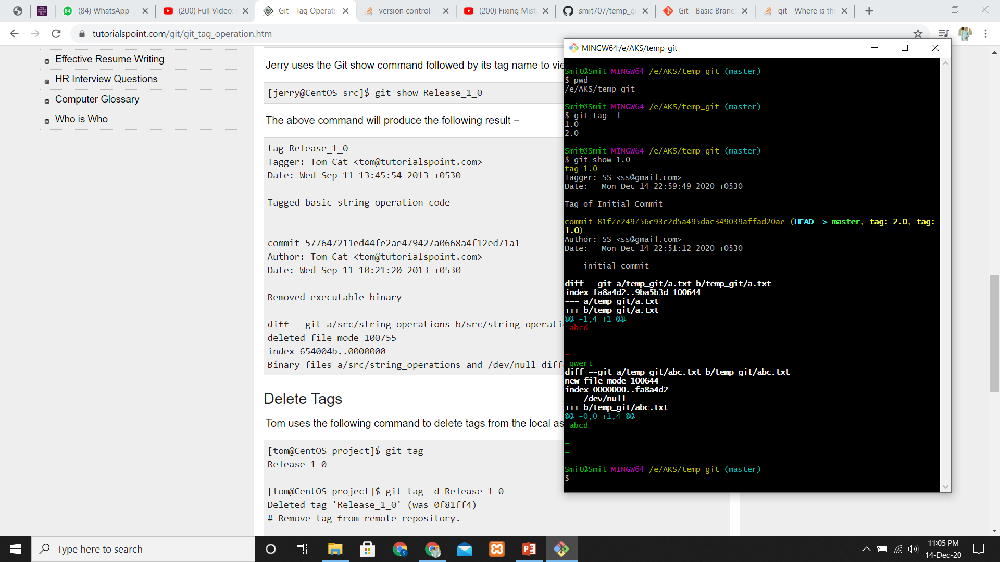 (84) WhatsApp
(200) Full Video:
Git - Tag Operati
version control -
(200) Fixing Mist
smit707/temp_gi
Git - Basic Branc
git - Where is the
tutorialspoint.com/git/git_tag_operation.htm
Effective Resume Writing
HR Interview Questions
Computer Glossary
Who is Who
Jerry uses the Git show command followed by its tag name to vie
[jerry@CentOS src]$ git show Release_1_0
The above command will produce the following result −
tag Release_1_0
Tagger: Tom Cat <tom@tutorialspoint.com>
Date: Wed Sep 11 13:45:54 2013 +0530
Tagged basic string operation code
commit 577647211ed44fe2ae479427a0668a4f12ed71a1
Author: Tom Cat <tom@tutorialspoint.com>
Date: Wed Sep 11 10:21:20 2013 +0530
Removed executable binary
diff --git a/src/string_operations b/src/string_operati
deleted file mode 100755
index 654004b..0000000
Binary files a/src/string_operations and /dev/null diff
Delete Tags
Tom uses the following command to delete tags from the local as
[tom@CentOS project]$ git tag
Release_1_0
[tom@CentOS project]$ git tag -d Release_1_0
Deleted tag 'Release_1_0' (was 0f81ff4)
# Remove tag from remote repository.
MINGW64:/e/AKS/temp_git
Smit@Smit MINGW64 /e/AKS/temp_git (master)
$ pwd
/e/AKS/temp_git
Smit@Smit MINGW64 /e/AKS/temp_git (master)
$ git tag -l
1.0
2.0
Smit@Smit MINGW64 /e/AKS/temp_git (master)
$ git show 1.0
tag 1.0
Tagger: SS <ss@gmail.com>
Date:   Mon Dec 14 22:59:49 2020 +0530
Tag of Initial Commit
commit 81f7e249756c93c2d5a495dac349039affad20ae (HEAD -> master, tag: 2.0, tag:
1.0)
Author: SS <ss@gmail.com>
Date:   Mon Dec 14 22:51:12 2020 +0530
initial commit
diff --git a/temp_git/a.txt b/temp_git/a.txt
index fa8a4d2..9ba5b3d 100644
--- a/temp_git/a.txt
+++ b/temp_git/a.txt
@@ -1,4 +1 @@
-abcd
-
-
-
+qwert
diff --git a/temp_git/abc.txt b/temp_git/abc.txt
new file mode 100644
index 0000000..fa8a4d2
--- /dev/null
+++ b/temp_git/abc.txt
@@ -0,0 +1,4 @@
+abcd
+
+
+
Smit@Smit MINGW64 /e/AKS/temp_git (master)
$
Type here to search
11:05 PM
14-Dec-20